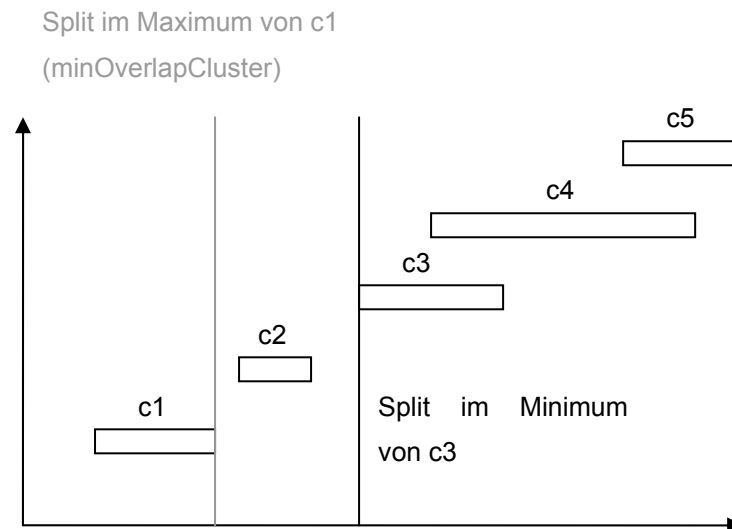 Split im Maximum von c1
(minOverlapCluster)
c5
c4
c3
c2
c1
Split im Minimum
von c3